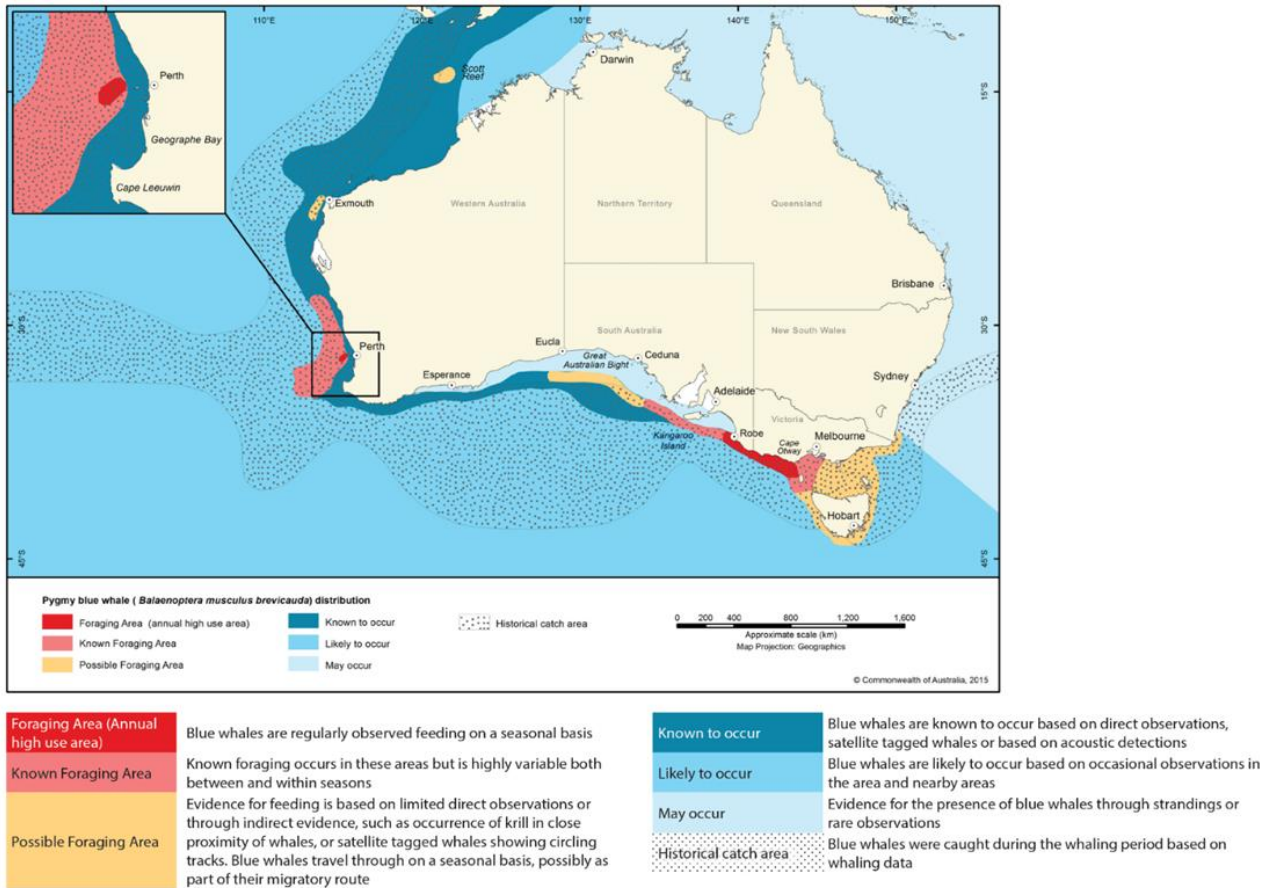 110°E
120°E
130°E
140°E
150°E
Perth
Geographe Bay
Cape Leeuwin
Scott
Reef
Darwin
15°S
15°S
Exmouth
Western Australia
Northern Territory
Queensland
Brisbane
30°S
30°S
South Australia
New South Wales
Eucla
Great
Australian Bight
Ceduna
Perth
Esperance
Sydney
Adelaide
Victoria
Kangaroo
Island
Robe
Cape
Otway
Melbourne
Hobart
45°S
45°S
Pygmy blue whale ( Balaenoptera musculus brevicauda) distribution
Foraging Area (annual high use area)
Known Foraging Area
Possible Foraging Area
Known to occur
Likely to occur
May occur
Historical catch area
0 200 400 800 1,200 1,600
Approximate scale (km)
Map Projection: Geographics
© Commonwealth of Australia, 2015
Foraging Area (Annual
high use area)
Blue whales are regularly observed feeding on a seasonal basis
Known Foraging Area
Known foraging occurs in these areas but is highly variable both
between and within seasons
Possible Foraging Area
Evidence for feeding is based on limited direct observations or
through indirect evidence, such as occurrence of krill in close
proximity of whales, or satellite tagged whales showing circling
tracks. Blue whales travel through on a seasonal basis, possibly as
part of their migratory route
Known to occur
Blue whales are known to occur based on direct observations,
satellite tagged whales or based on acoustic detections
Likely to occur
Blue whales are likely to occur based on occasional observations in
the area and nearby areas
May occur
Evidence for the presence of blue whales through strandings or
rare observations
Historical catch area
Blue whales were caught during the whaling period based on
whaling data